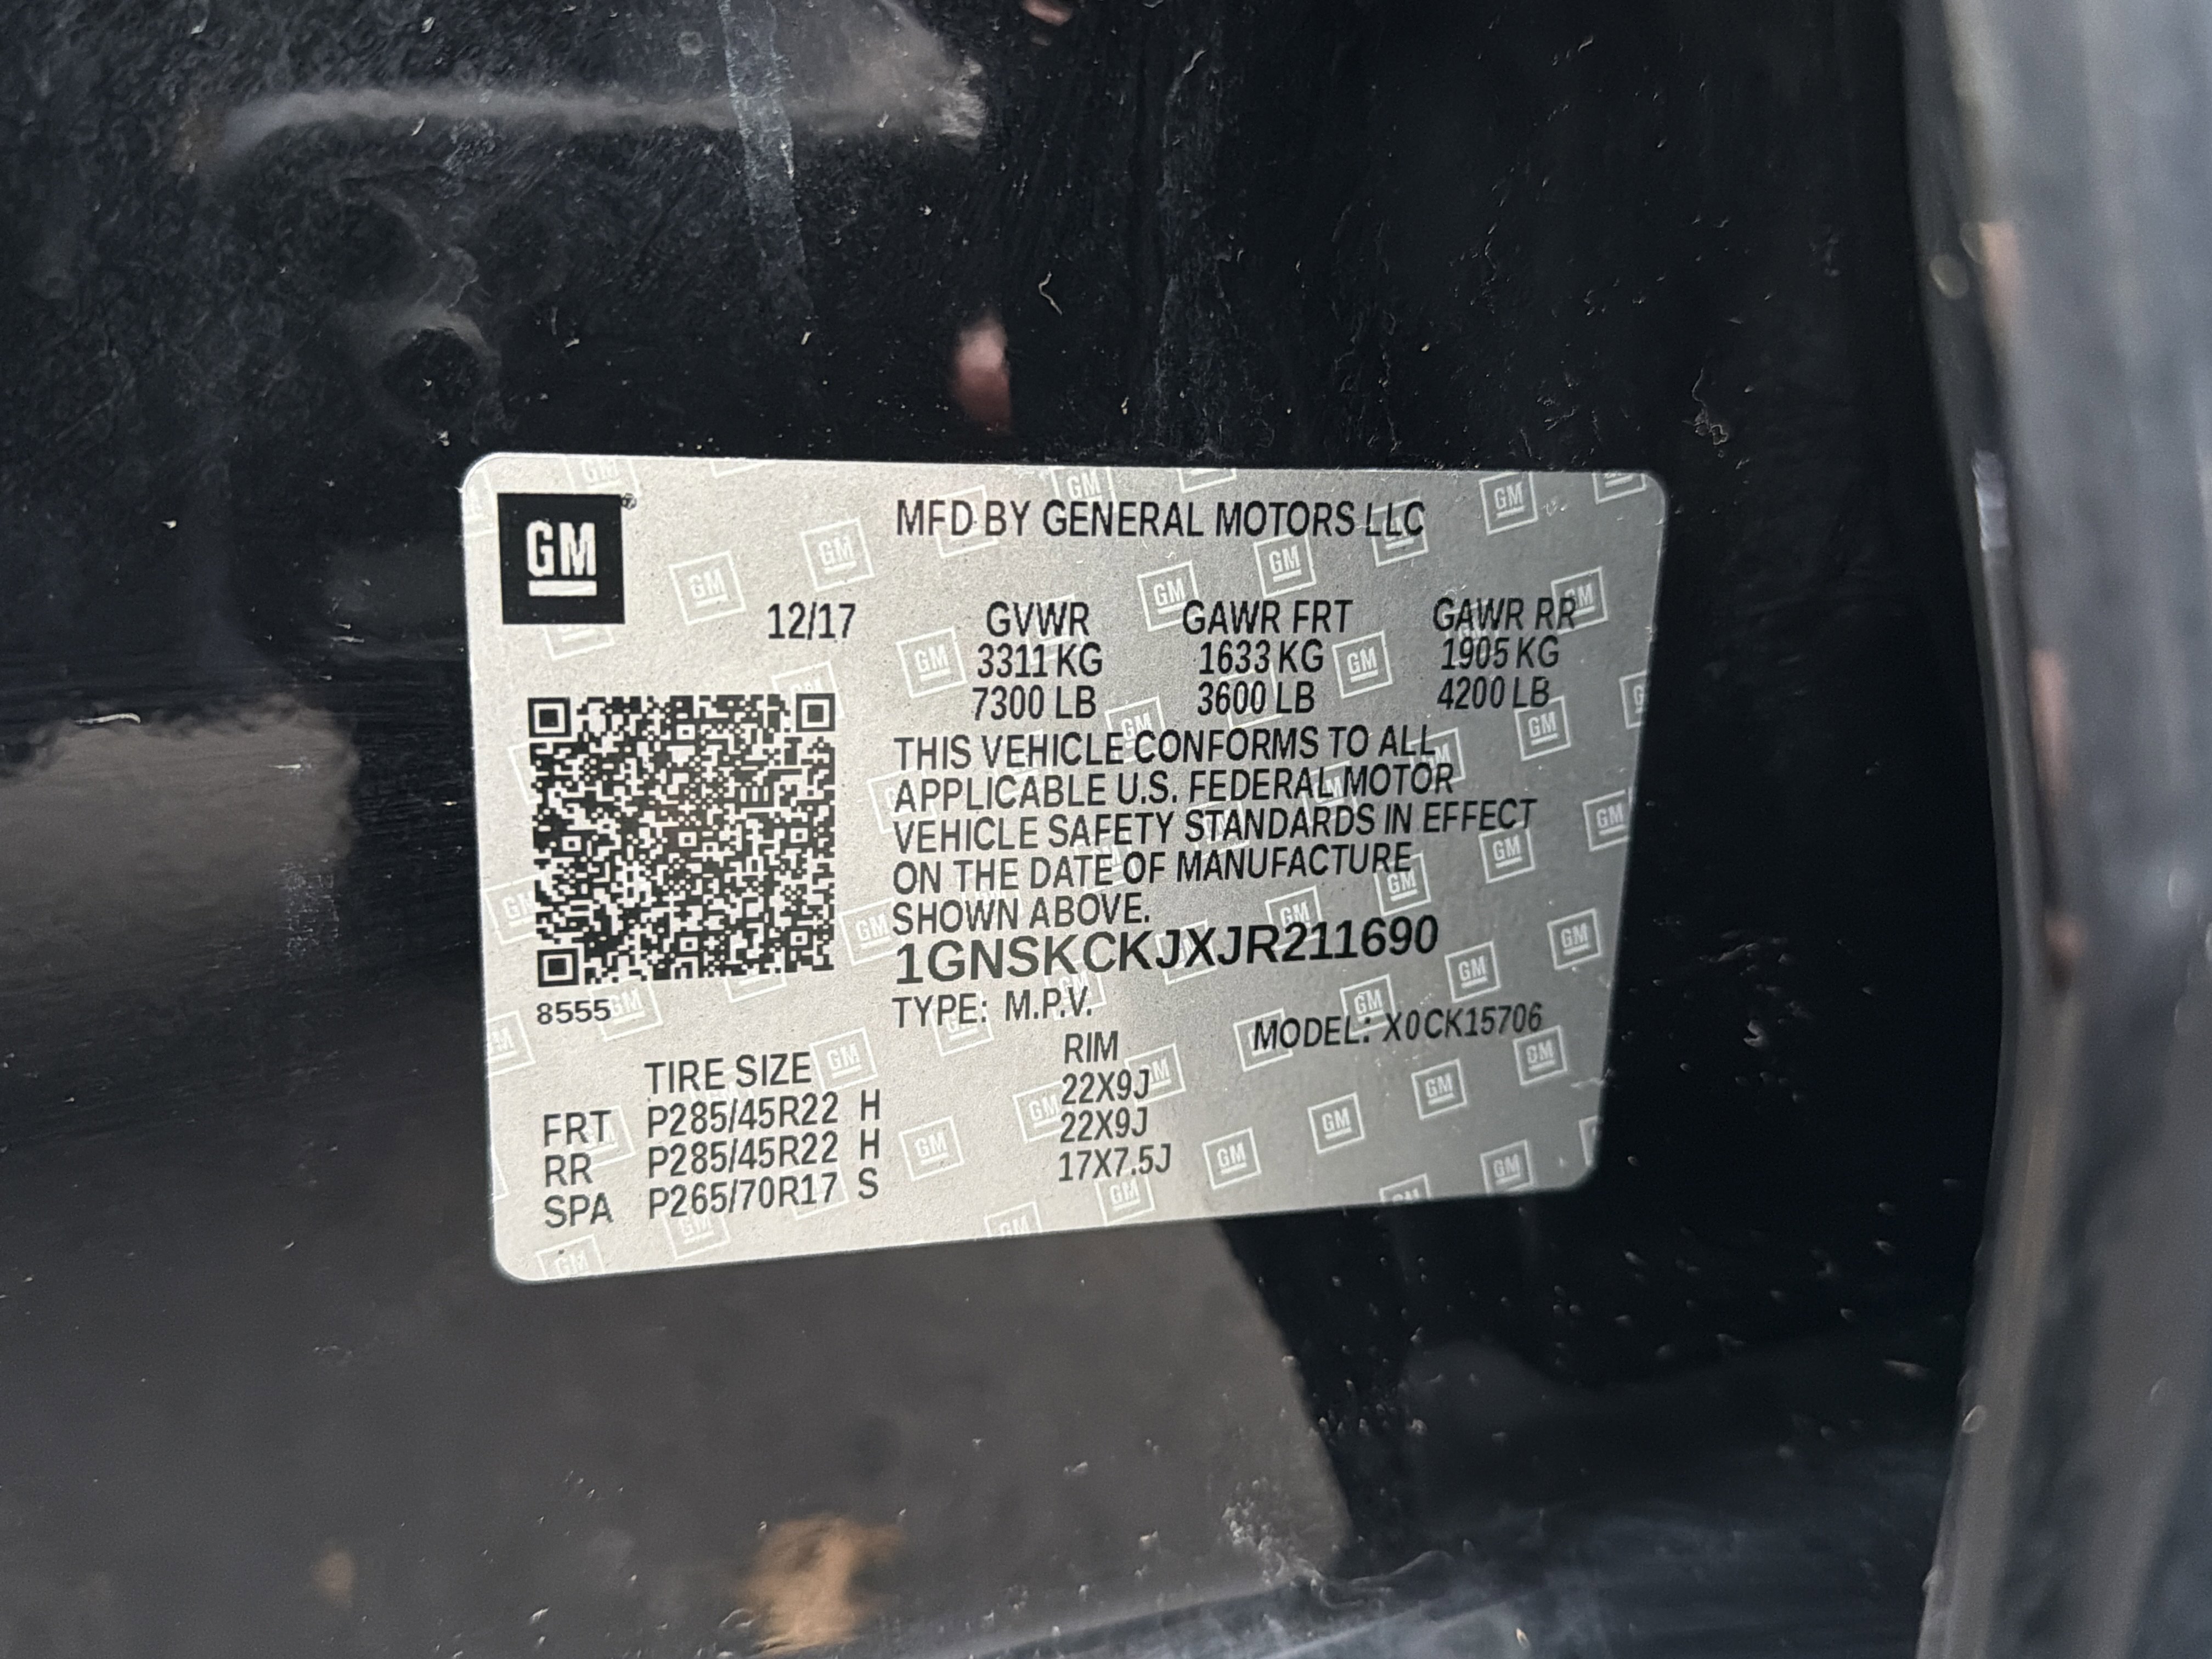 GM
MFD BY GENERAL MOTORS LLC
12/17 GVWR GAWR FRT GAWR RR
3311 KG 1633 KG 1905 KG
7300 LB 3600 LB 4200 LB
THIS VEHICLE CONFORMS TO ALL
APPLICABLE U.S. FEDERAL MOTOR
VEHICLE SAFETY STANDARDS IN EFFECT
ON THE DATE OF MANUFACTURE
SHOWN ABOVE.
1GNSKCKJXJR211690
8555
TYPE: M.P.V. MODEL: X0CK15706
TIRE SIZE RIM
FRT P285/45R22 H 22X9J
RR P285/45R22 H 22X9J
SPA P265/70R17 S 17X7.5J